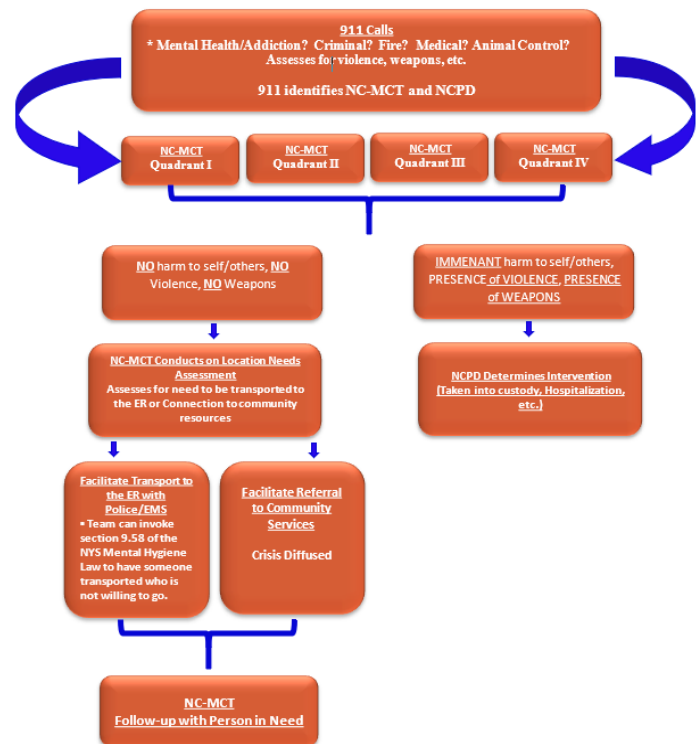 911 Calls
* Mental Health/Addiction? Criminal? Fire? Medical? Animal Control?
Assesses for violence, weapons, etc.
911 identifies NC-MCT and NCPD
NC-MCT
Quadrant I
NC-MCT
Quadrant II
NC-MCT
Quadrant III
NC-MCT
Quadrant IV
NO harm to self/others, NO
Violence, NO Weapons
IMMENANT harm to self/others,
PRESENCE of VIOLENCE, PRESENCE
of WEAPONS
NC-MCT Conducts on Location Needs
Assessment
Assesses for need to be transported to
the ER or Connection to community
resources
NCPD Determines Intervention
(Taken into custody, Hospitalization,
etc.)
Facilitate Transport to
the ER with
Police/EMS
• Team can invoke
section 9.58 of the
NYS Mental Hygiene
Law to have someone
transported who is
not willing to go.
Facilitate Referral
to Community
Services
Crisis Diffused
NC-MCT
Follow-up with Person in Need